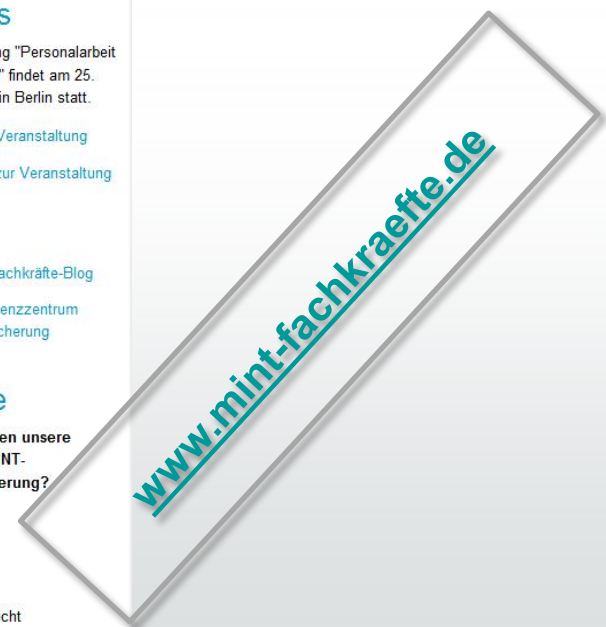 s
ng "Personalarbeit
" findet am 25.
in Berlin statt.
Veranstaltung
zur Veranstaltung
achkräfte-Blog
enzzentrum
cherung
e
en unsere
NT-
erung?
cht
www.mint-fachkraefte.de